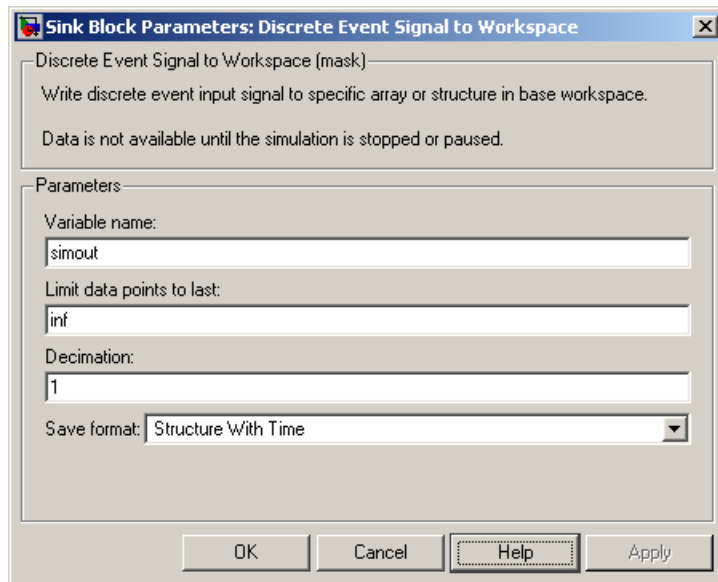 Sink Block Parameters: Discrete Event Signal to Workspace
Discrete Event Signal to Workspace (mask)
Write discrete event input signal to specific array or structure in base workspace.
Data is not available until the simulation is stopped or paused.
Parameters
Variable name:
simout
Limit data points to last:
inf
Decimation:
1
Save format: Structure With Time
OK Cancel Help Apply